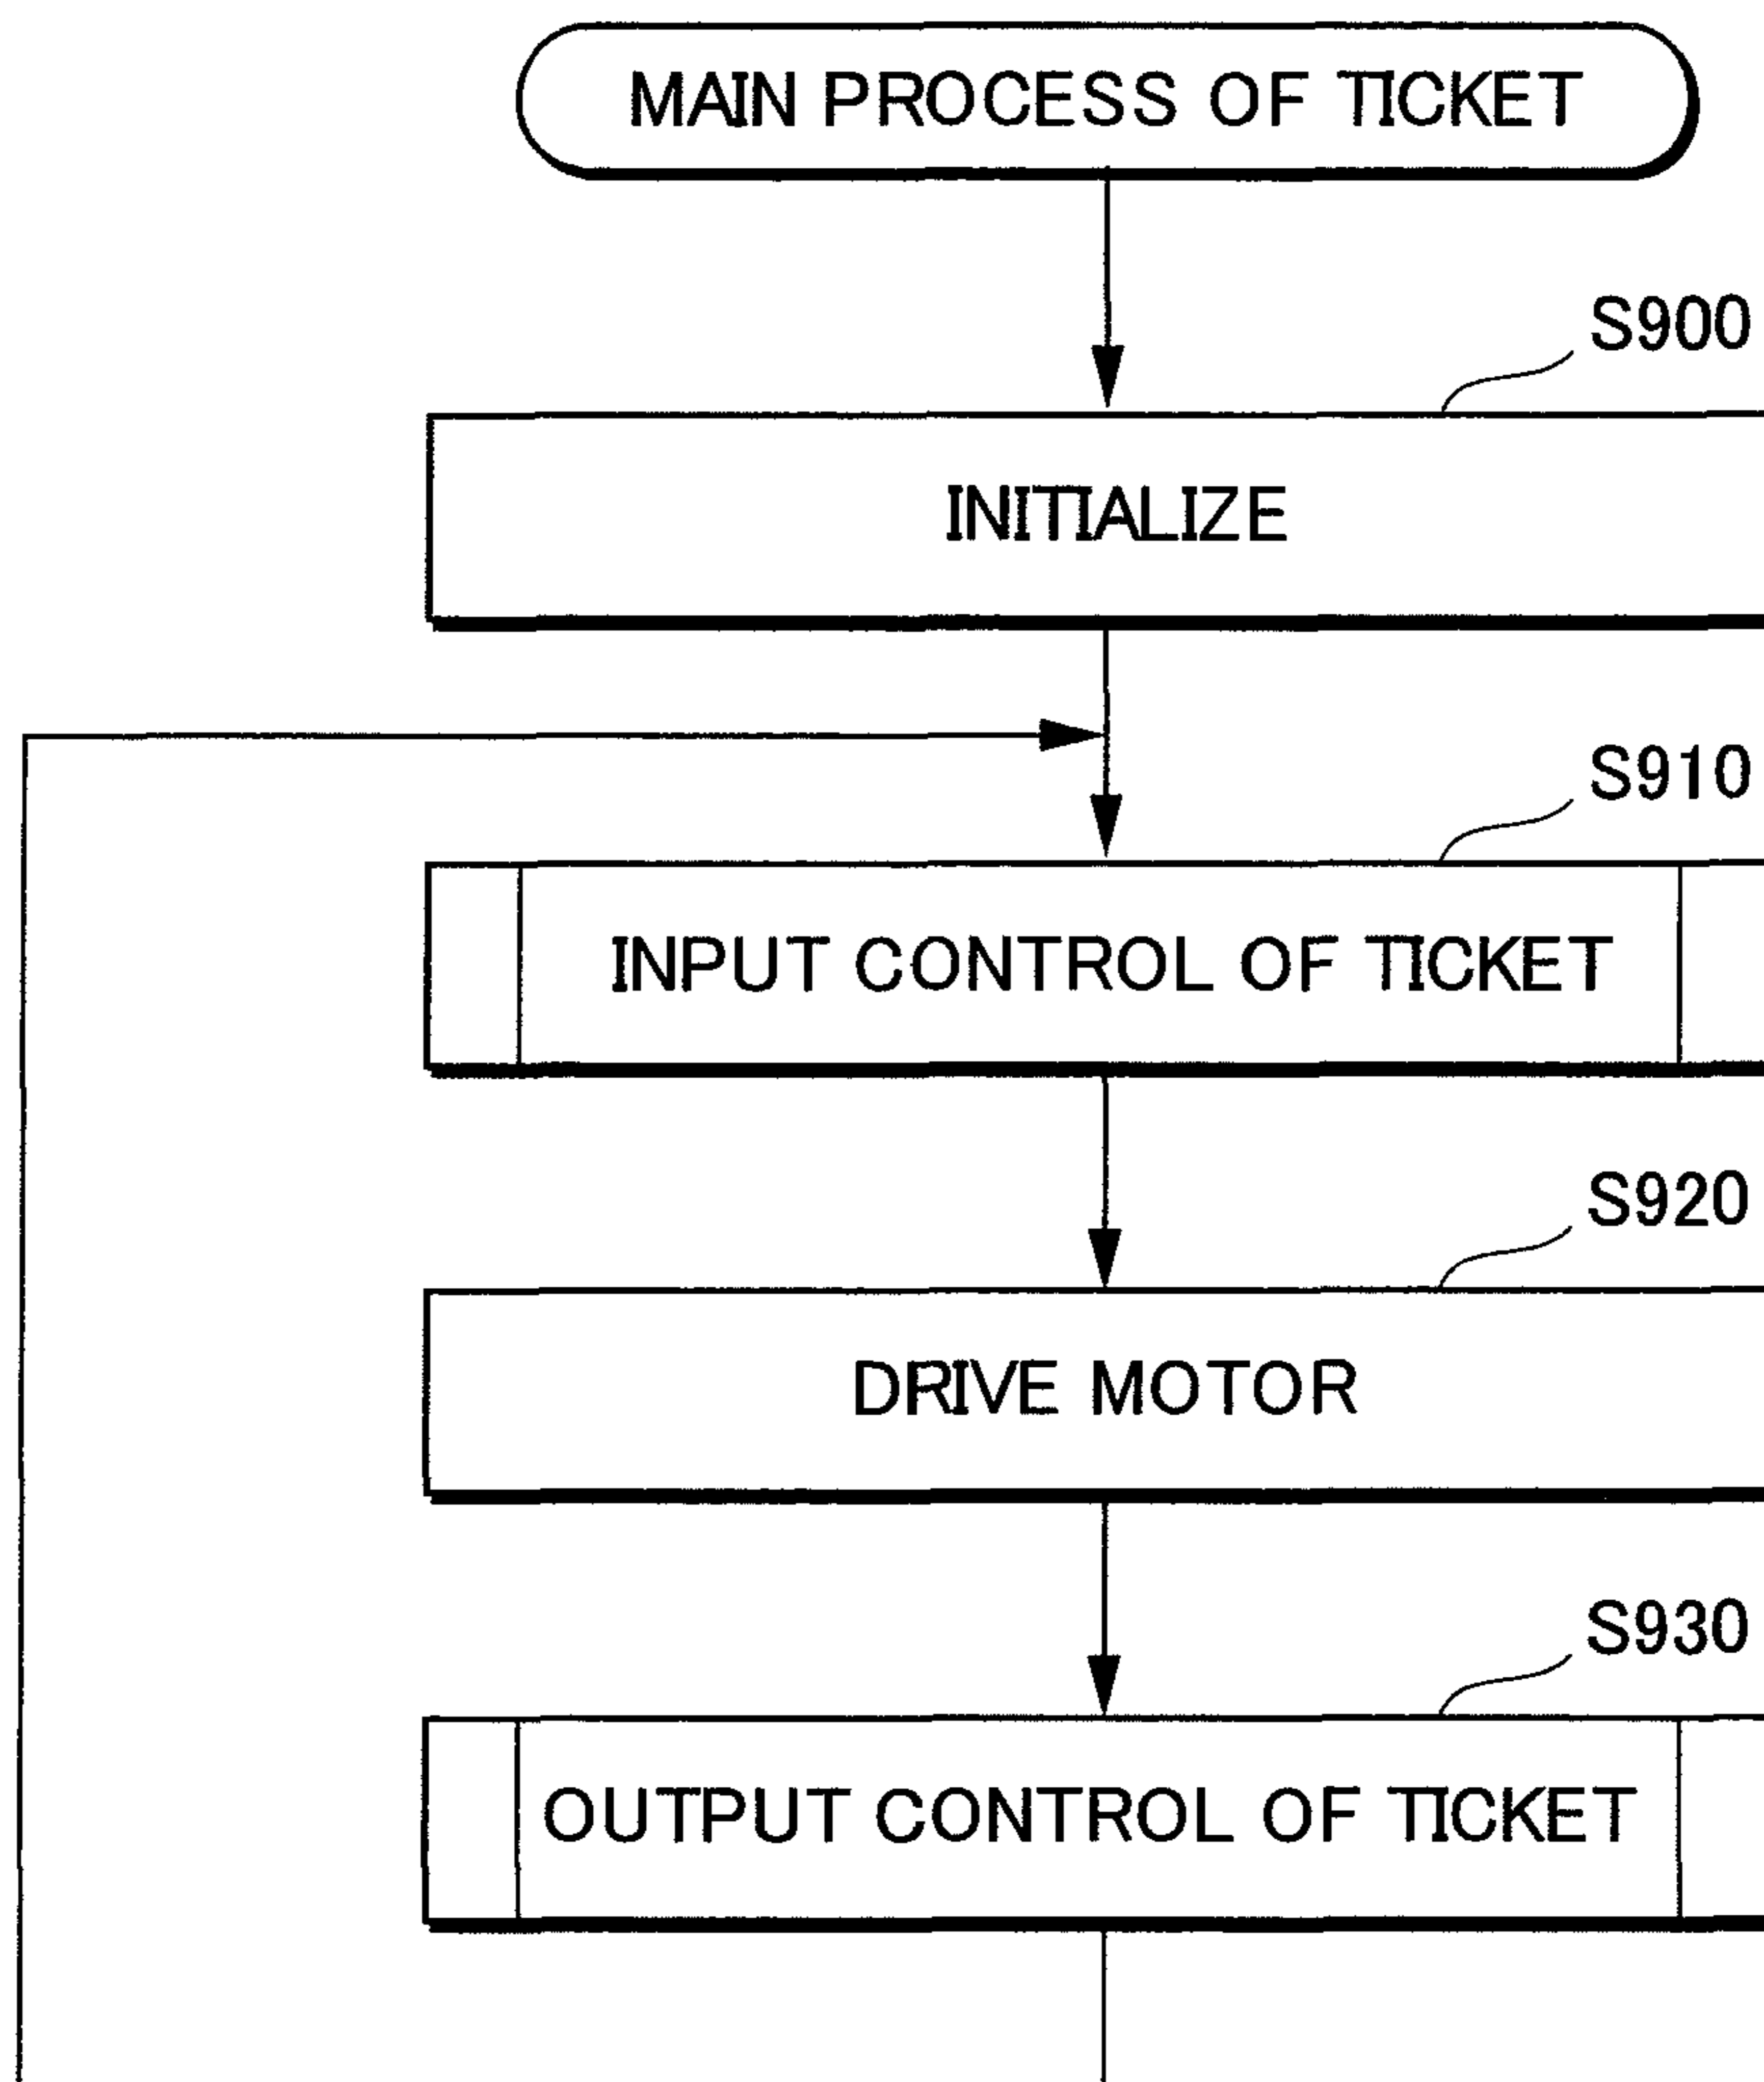 MAIN PROCESS OF TICKET
S900
INITIALIZE
S910
INPUT CONTROL OF TICKET
S920
DRIVE MOTOR
S930
OUTPUT CONTROL OF TICKET